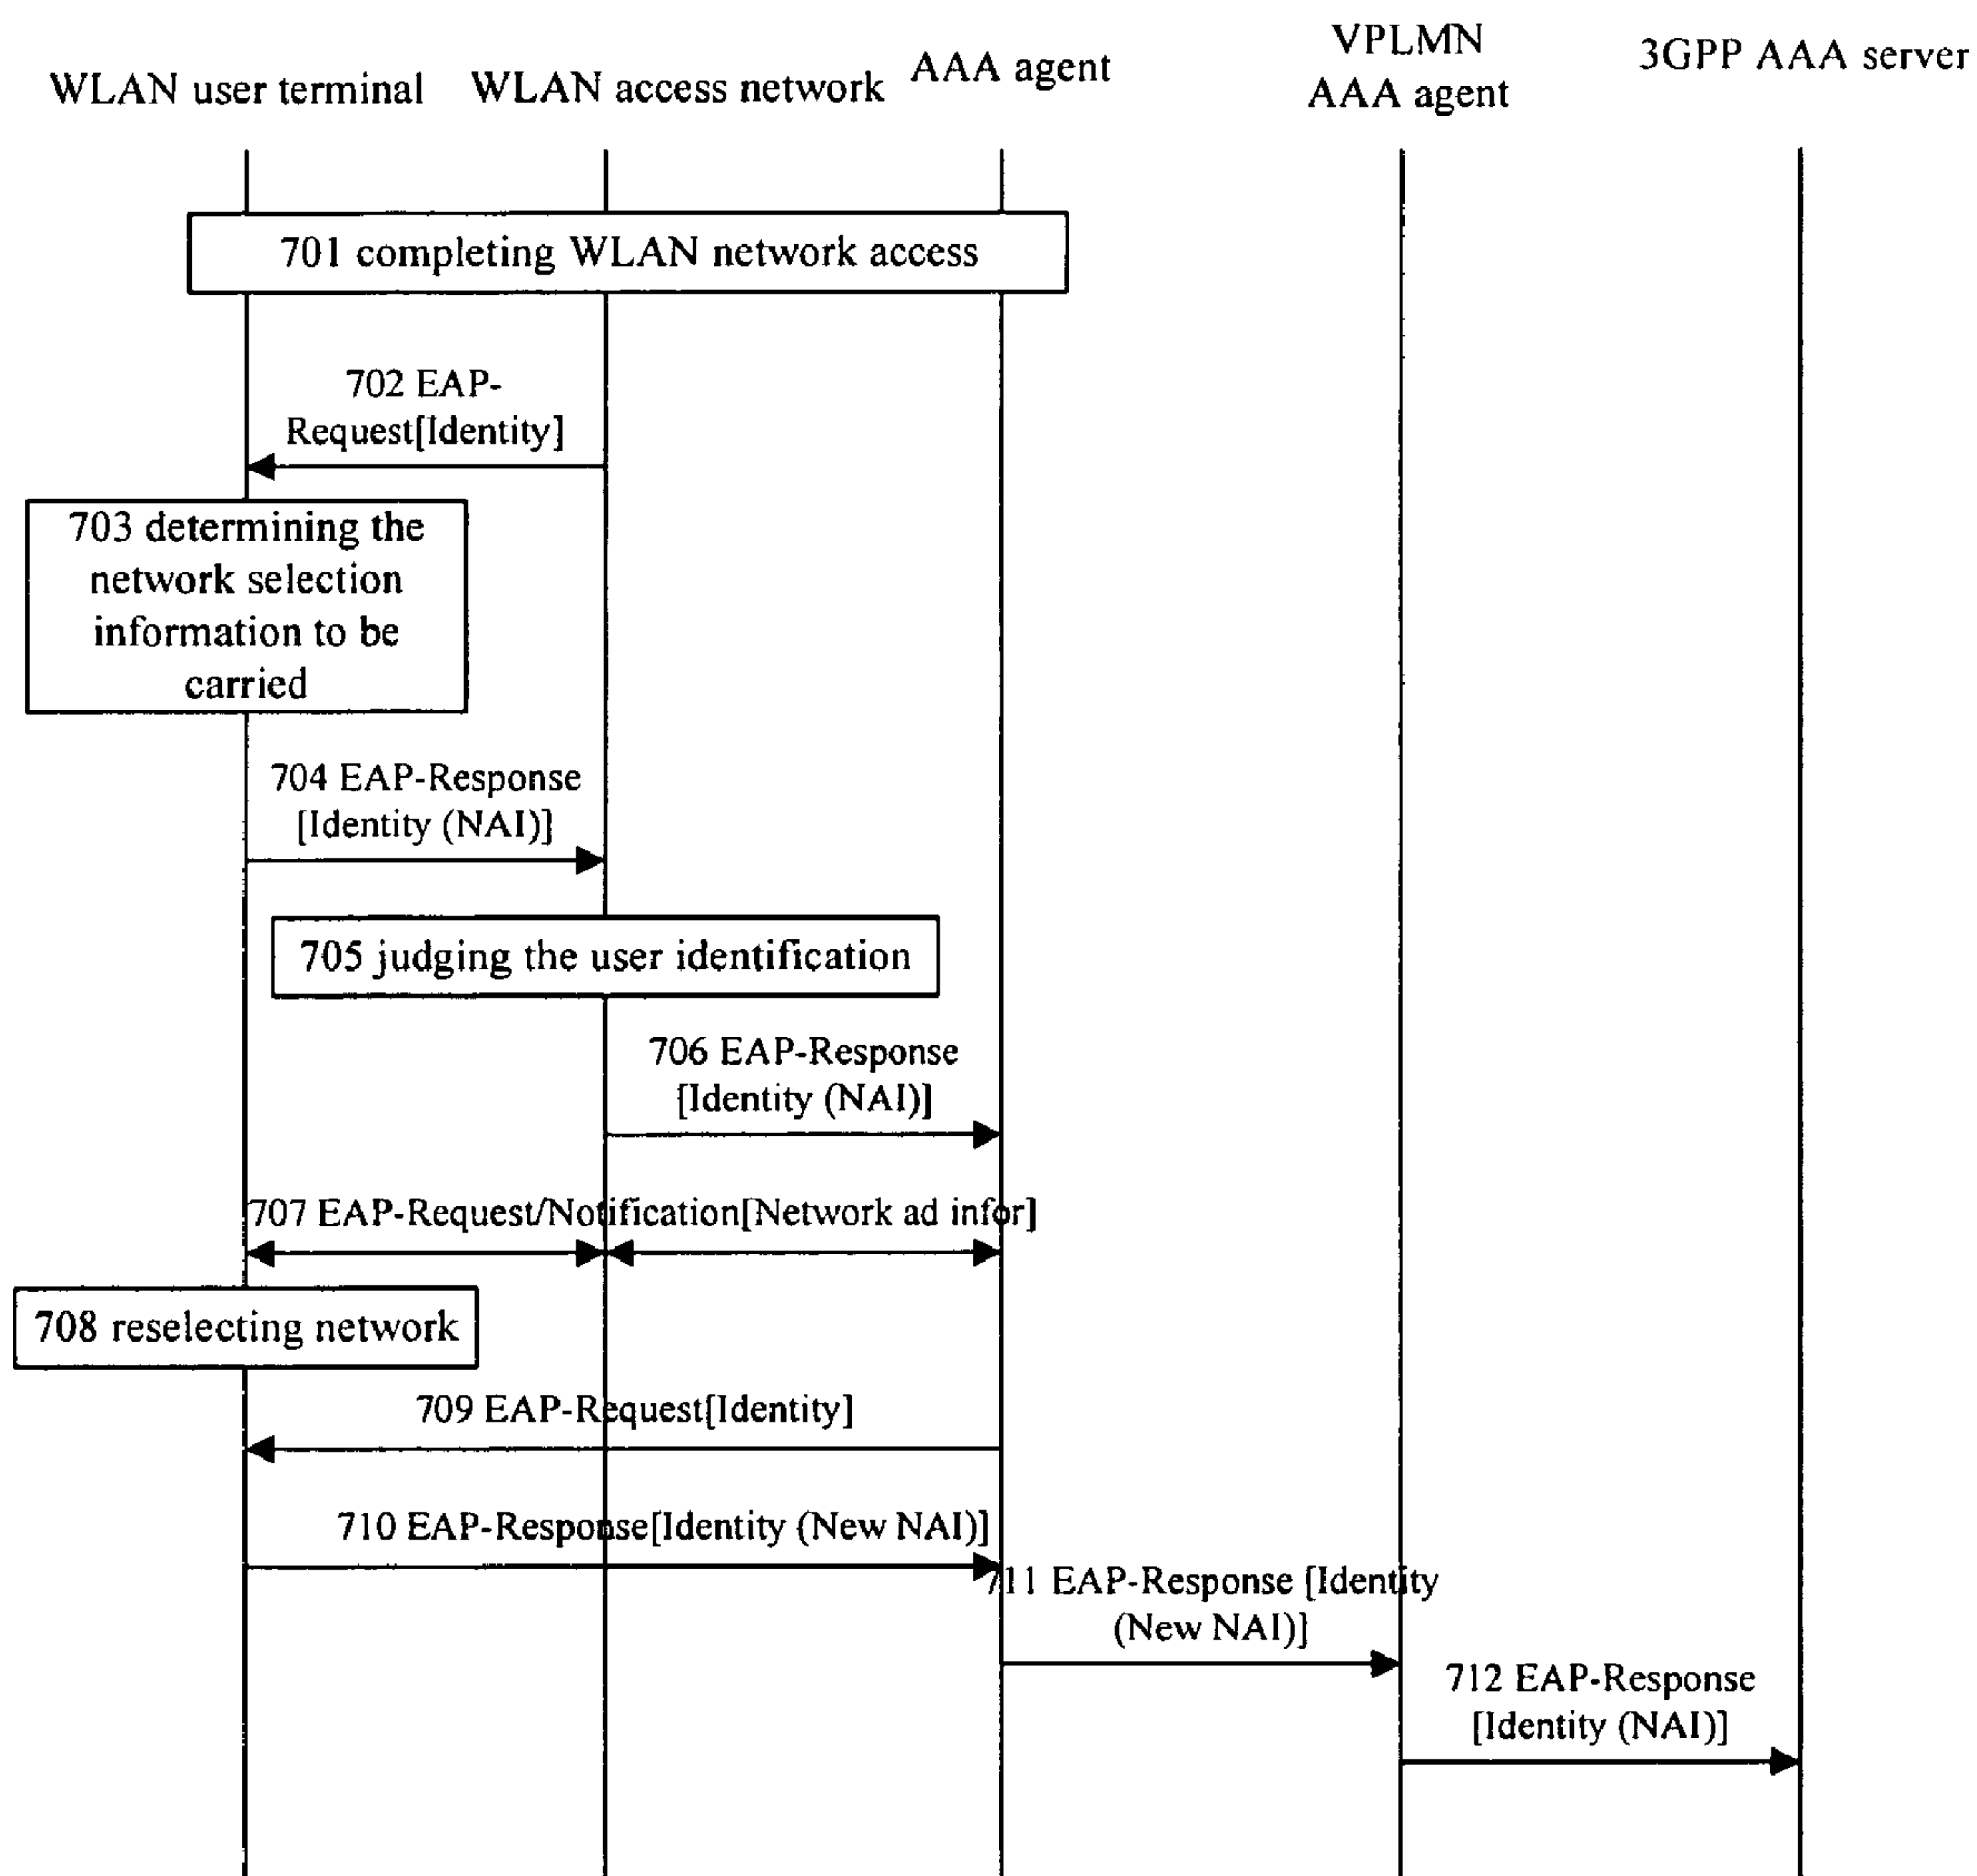 WLAN user terminal
WLAN access network
AAA agent
VPLMN
AAA agent
3GPP AAA server
701 completing WLAN network access
702 EAP-
Request[Identity]
703 determining the
network selection
information to be
carried
704 EAP-Response
[Identity (NAI)]
705 judging the user identification
706 EAP-Response
[Identity (NAI)]
707 EAP-Request/Notification[Network ad infor]
708 reselecting network
709 EAP-Request[Identity]
710 EAP-Response[Identity (New NAI)]
711 EAP-Response [Identity
(New NAI)]
712 EAP-Response
[Identity (NAI)]